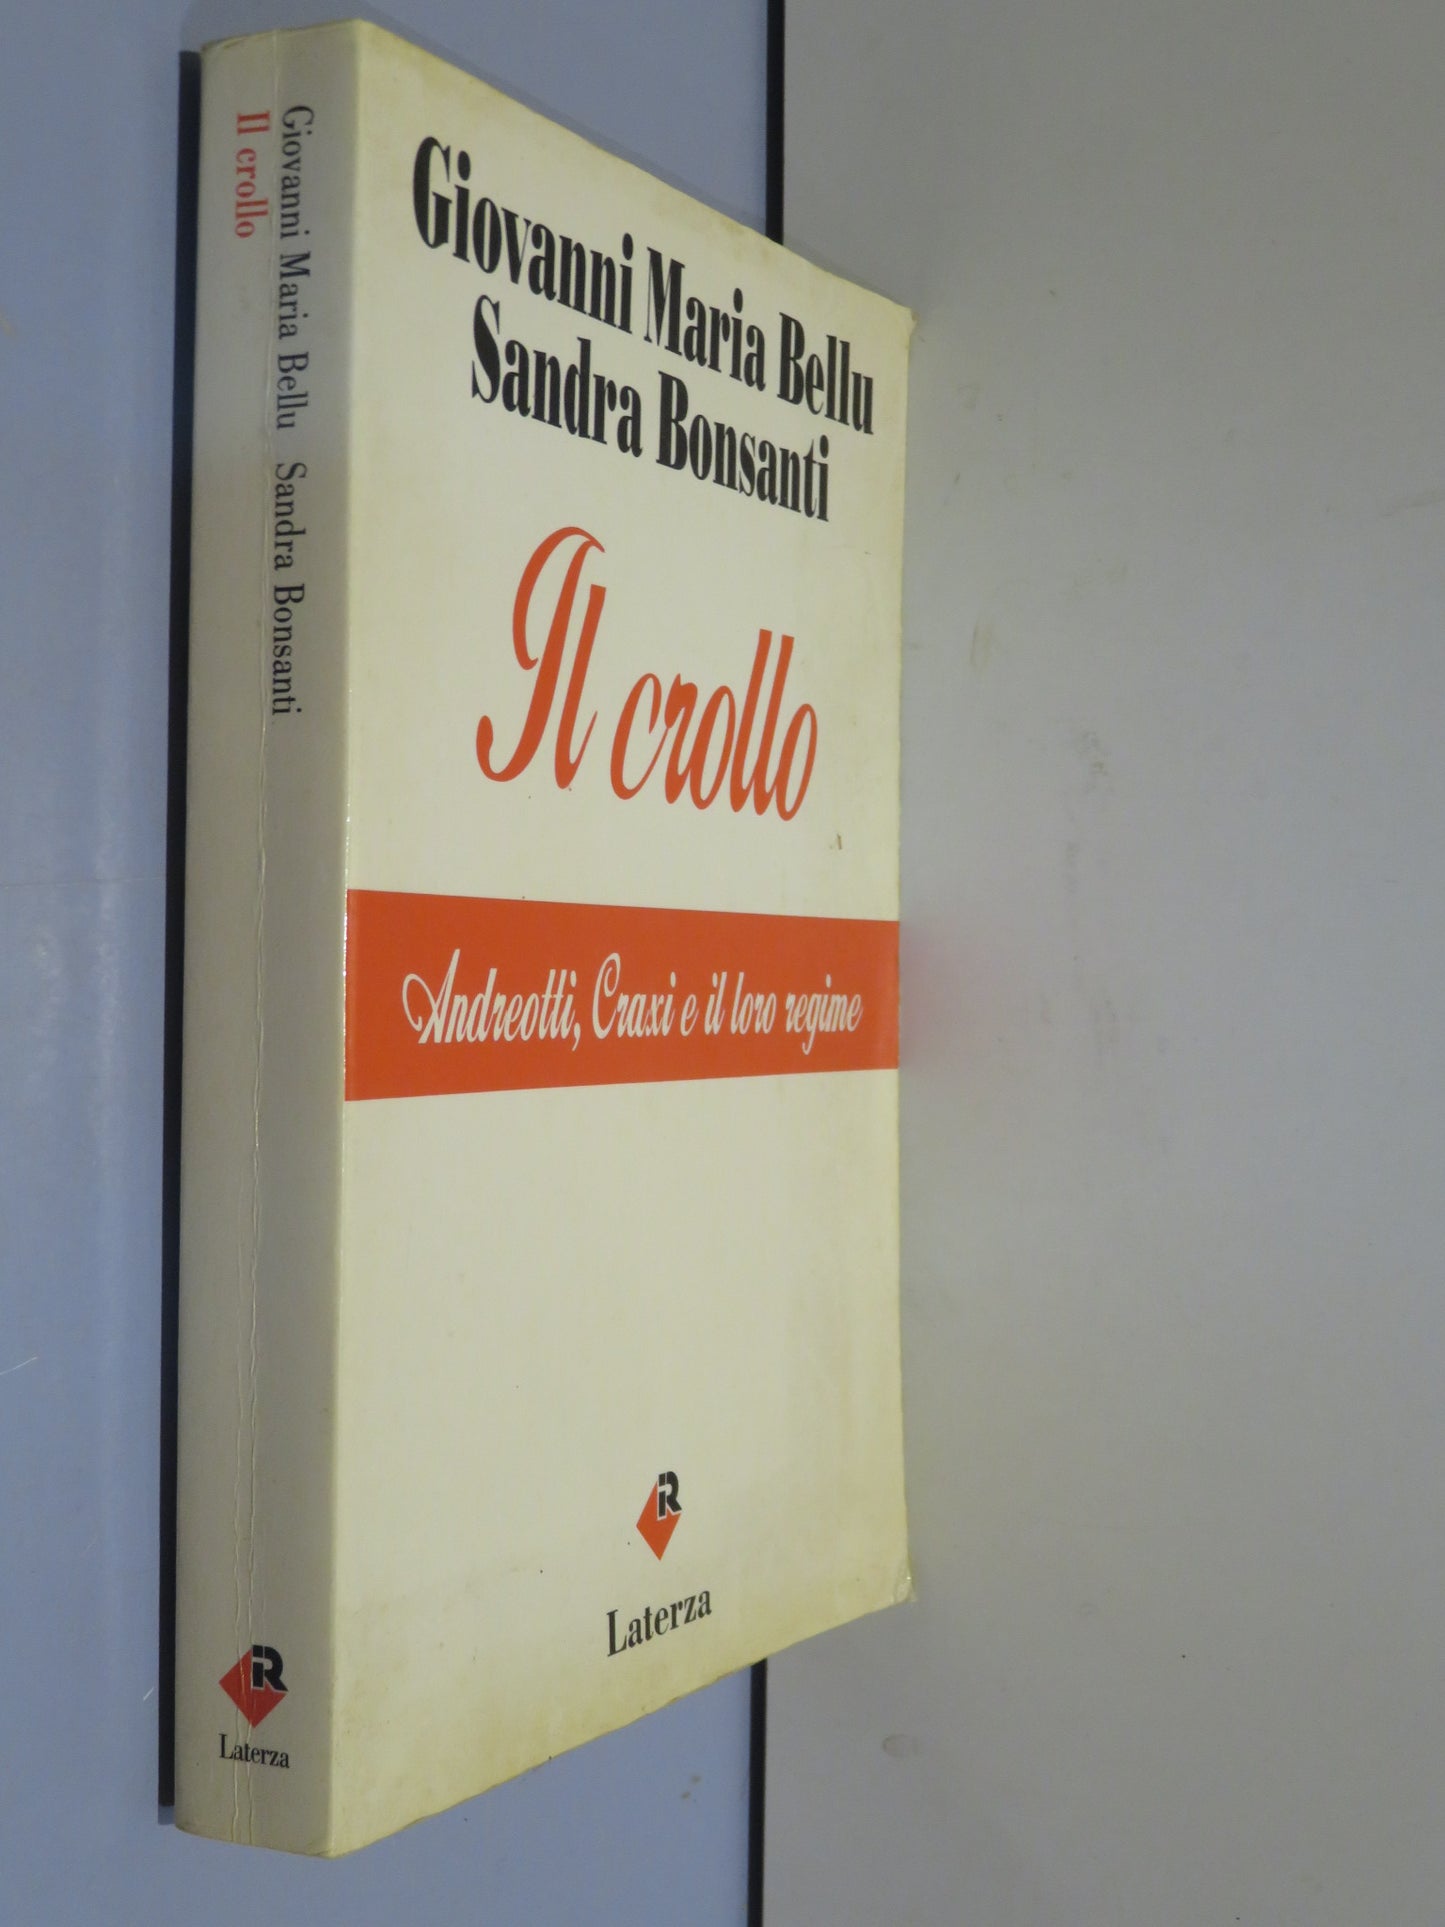 Giovanni Maria Bellu Sandra Bonsanti
Il crollo
R
Laterza
Giovanni Maria Bellu
Sandra Bonsanti
Il crollo
Andreotti, Craxi e il loro regime
R
Laterza